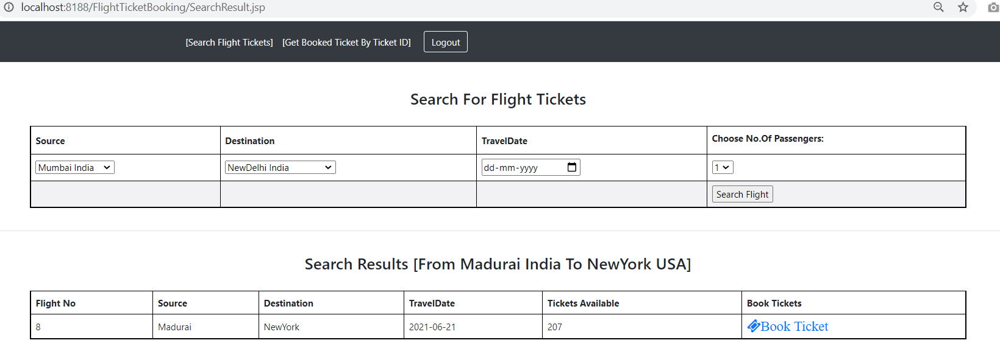 localhost:8188/FlightTicketBooking/SearchResult.jsp
[Search Flight Tickets] [Get Booked Ticket By Ticket ID] Logout
Search For Flight Tickets
Source Destination TravelDate Choose No.Of Passengers:
Mumbai India NewDelhi India dd-mm-yyyy 1
Search Flight
Search Results [From Madurai India To NewYork USA]
Flight No Source Destination TravelDate Tickets Available Book Tickets
8 Madurai NewYork 2021-06-21 207 Book Ticket